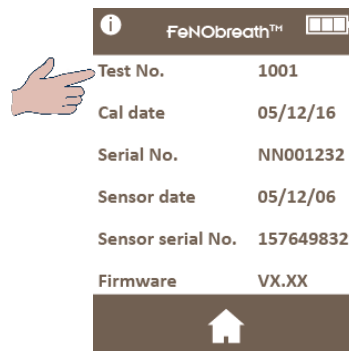 i FeNObreath™
Test No. 1001
Cal date 05/12/16
Serial No. NN001232
Sensor date 05/12/06
Sensor serial No. 157649832
Firmware VX.XX